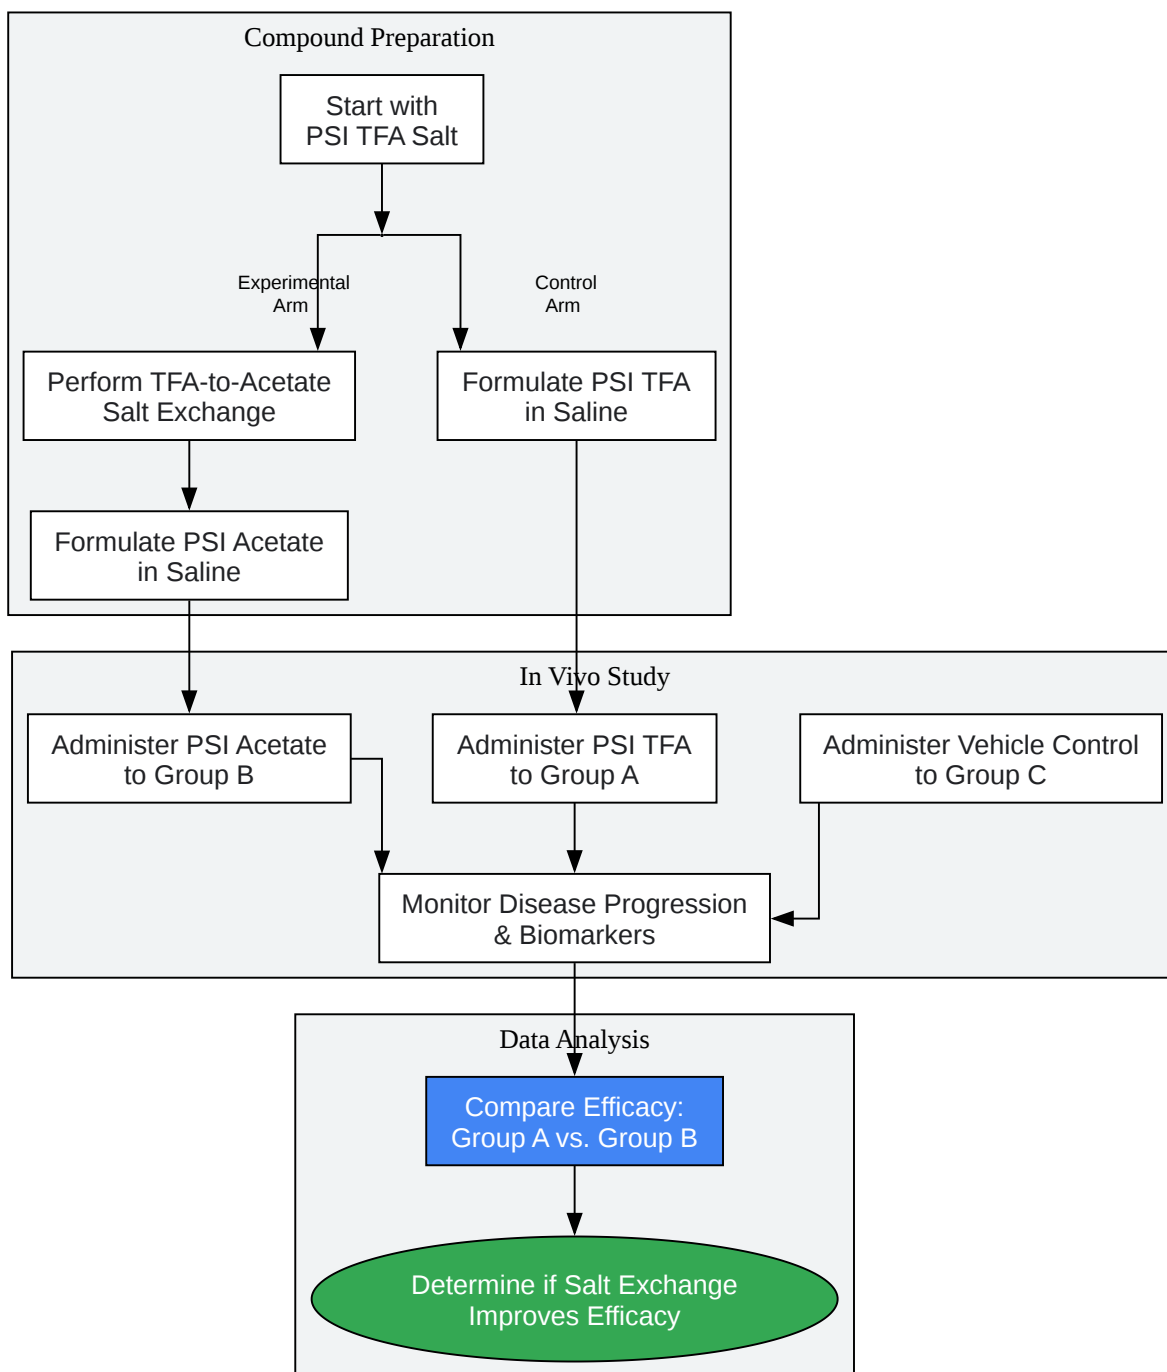 Compound Preparation
Start with
PSI TFA Salt
Experimental
Arm
Control
Arm
Perform TFA-to-Acetate
Salt Exchange
Formulate PSI TFA
in Saline
Formulate PSI Acetate
in Saline
In Vivo Study
Administer PSI Acetate
to Group B
Administer PSI TFA
to Group A
Administer Vehicle Control
to Group C
Monitor Disease Progression
& Biomarkers
Data Analysis
Compare Efficacy:
Group A vs. Group B
Determine if Salt Exchange
Improves Efficacy